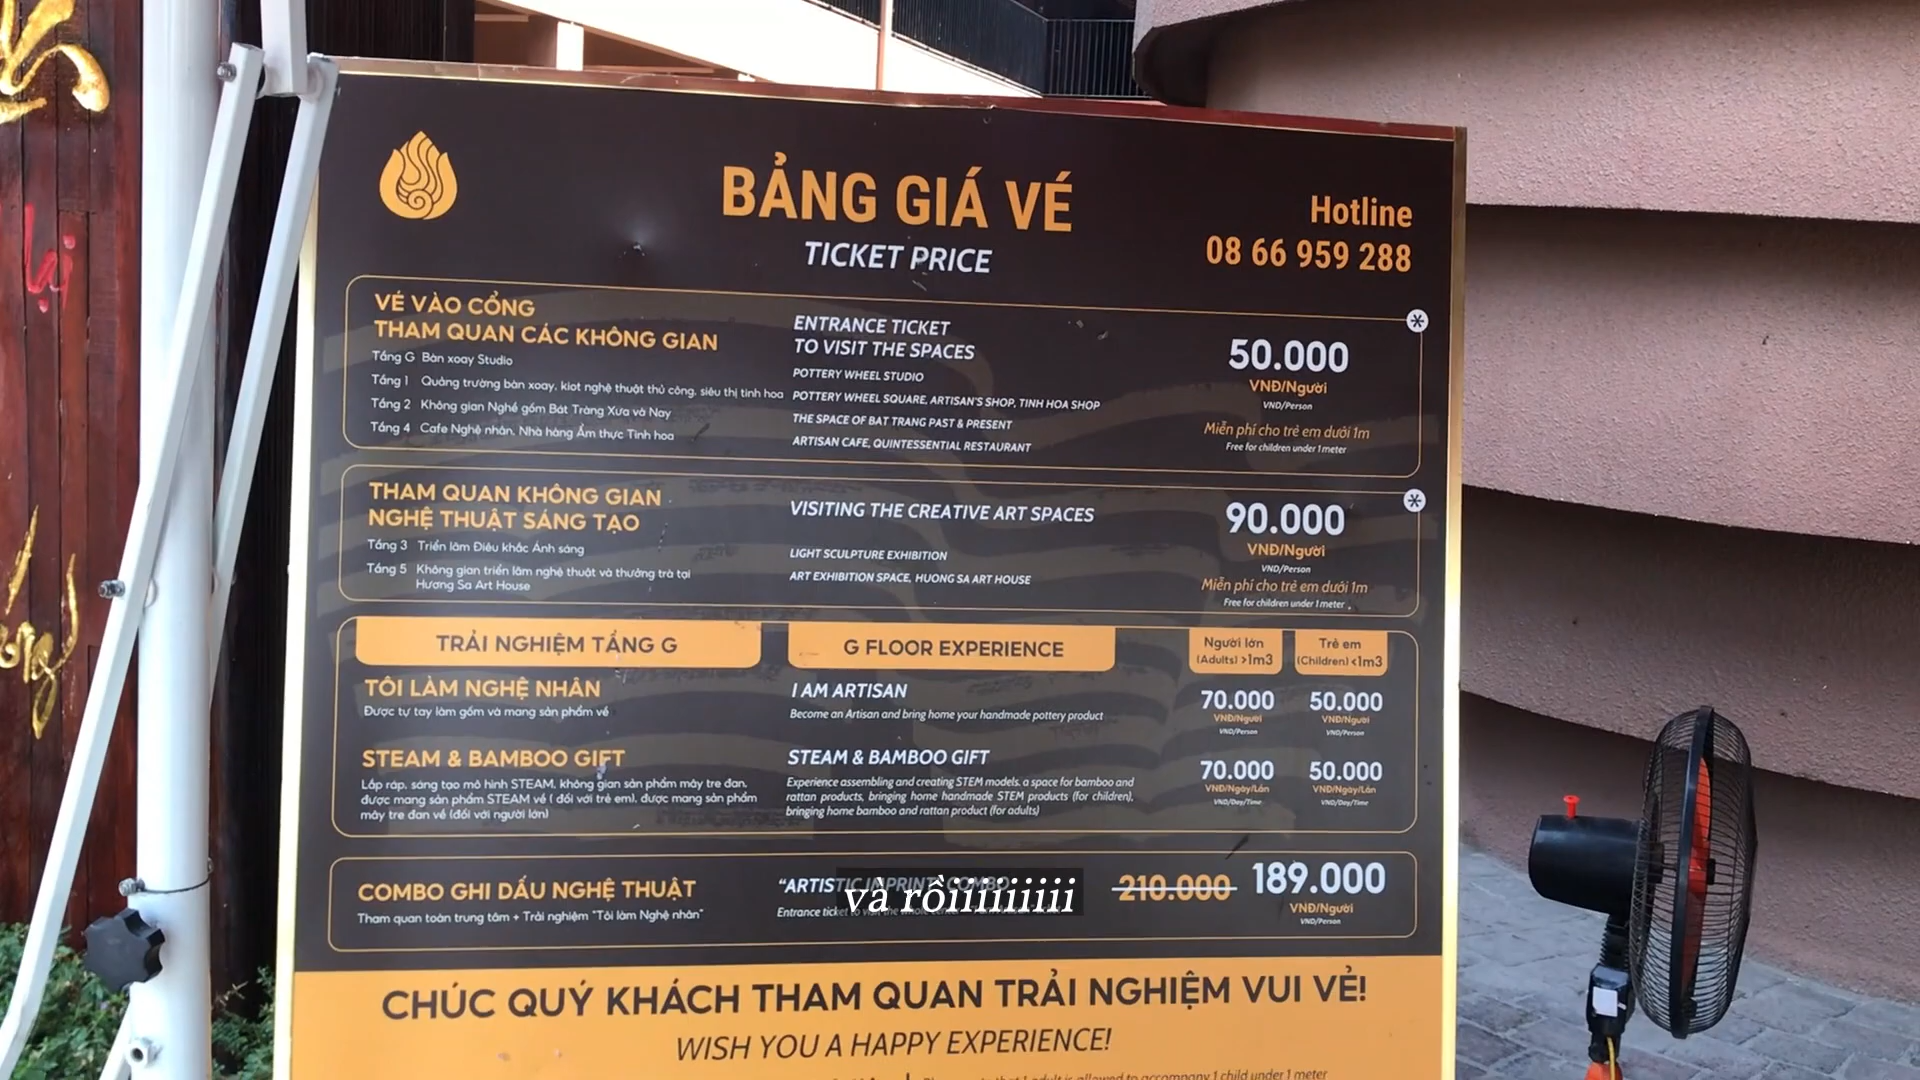 BẢNG GIÁ VÉ
TICKET PRICE
Hotline
08 66 959 288
VÉ VÀO CỔNG
THAM QUAN CÁC KHÔNG GIAN
Tầng G Bàn xoay Studio
Tầng 1 Quảng trường bàn xoay, kiot nghệ thuật thủ công, siêu thị tinh hoa
Tầng 2 Không gian Nghề gốm Bát Tràng Xưa và Nay
Tầng 4 Cafe Nghệ nhân, Nhà hàng Ẩm thực Tinh hoa
ENTRANCE TICKET
TO VISIT THE SPACES
POTTERY WHEEL STUDIO
POTTERY WHEEL SQUARE, ARTISAN'S SHOP, TINH HOA SHOP
THE SPACE OF BAT TRANG PAST & PRESENT
ARTISAN CAFE, QUINTESSENTIAL RESTAURANT
50.000
VNĐ/Người
VND/Person
Miễn phí cho trẻ em dưới 1m
Free for children under 1 meter
THAM QUAN KHÔNG GIAN
NGHỆ THUẬT SÁNG TẠO
Tầng 3 Triển lãm Điêu khắc Ánh sáng
Tầng 5 Không gian triển lãm nghệ thuật và thưởng trà tại
Hương Sa Art House
VISITING THE CREATIVE ART SPACES
LIGHT SCULPTURE EXHIBITION
ART EXHIBITION SPACE, HUONG SA ART HOUSE
90.000
VNĐ/Người
VND/Person
Miễn phí cho trẻ em dưới 1m
Free for children under 1 meter
TRẢI NGHIỆM TẦNG G
G FLOOR EXPERIENCE
Người lớn
(Adults) >1m3
Trẻ em
(Children) <1m3
TÔI LÀM NGHỆ NHÂN
Được tự tay làm gốm và mang sản phẩm về
I AM ARTISAN
Become an Artisan and bring home your handmade pottery product
70.000
VNĐ/Người
VND/Person
50.000
VNĐ/Người
VND/Person
STEAM & BAMBOO GIFT
Lắp ráp, sáng tạo mô hình STEAM, không gian sản phẩm mây tre đan,
được mang sản phẩm STEAM về ( đối với trẻ em), được mang sản phẩm
mây tre đan về (đối với người lớn)
STEAM & BAMBOO GIFT
Experience assembling and creating STEM models, a space for bamboo and
rattan products, bringing home handmade STEM products (for children),
bringing home bamboo and rattan product (for adults)
70.000
VNĐ/Ngày/Lần
VND/Day/Time
50.000
VNĐ/Ngày/Lần
VND/Day/Time
COMBO GHI DẤU NGHỆ THUẬT
Tham quan toàn trung tâm + Trải nghiệm "Tôi làm Nghệ nhân"
"ARTISTIC IMPRINT" COMBO
Entrance ticket to visit the whole center
210.000
189.000
VNĐ/Người
VND/Person
và rồiiiiiiii
CHÚC QUÝ KHÁCH THAM QUAN TRẢI NGHIỆM VUI VẺ!
WISH YOU A HAPPY EXPERIENCE!
that 1 adult is allowed to accompany 1 child under 1 meter
lại